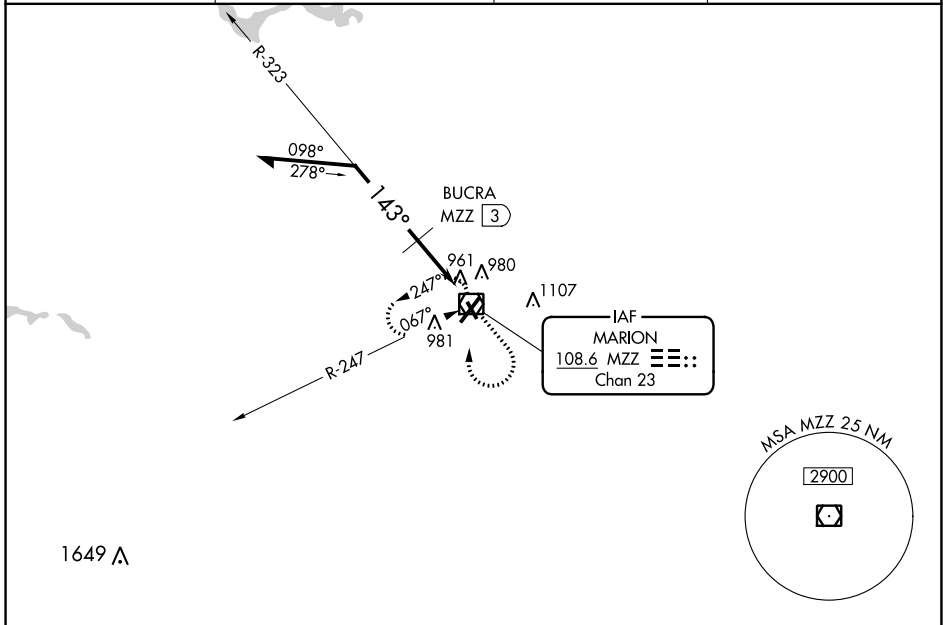 R-323
098°
278°
143°
BUCRA
MZZ 3
961
980
1107
247°
067°
981
R-247
IAF
MARION
108.6 MZZ
Chan 23
MSA MZZ 25 NM
2900
1649